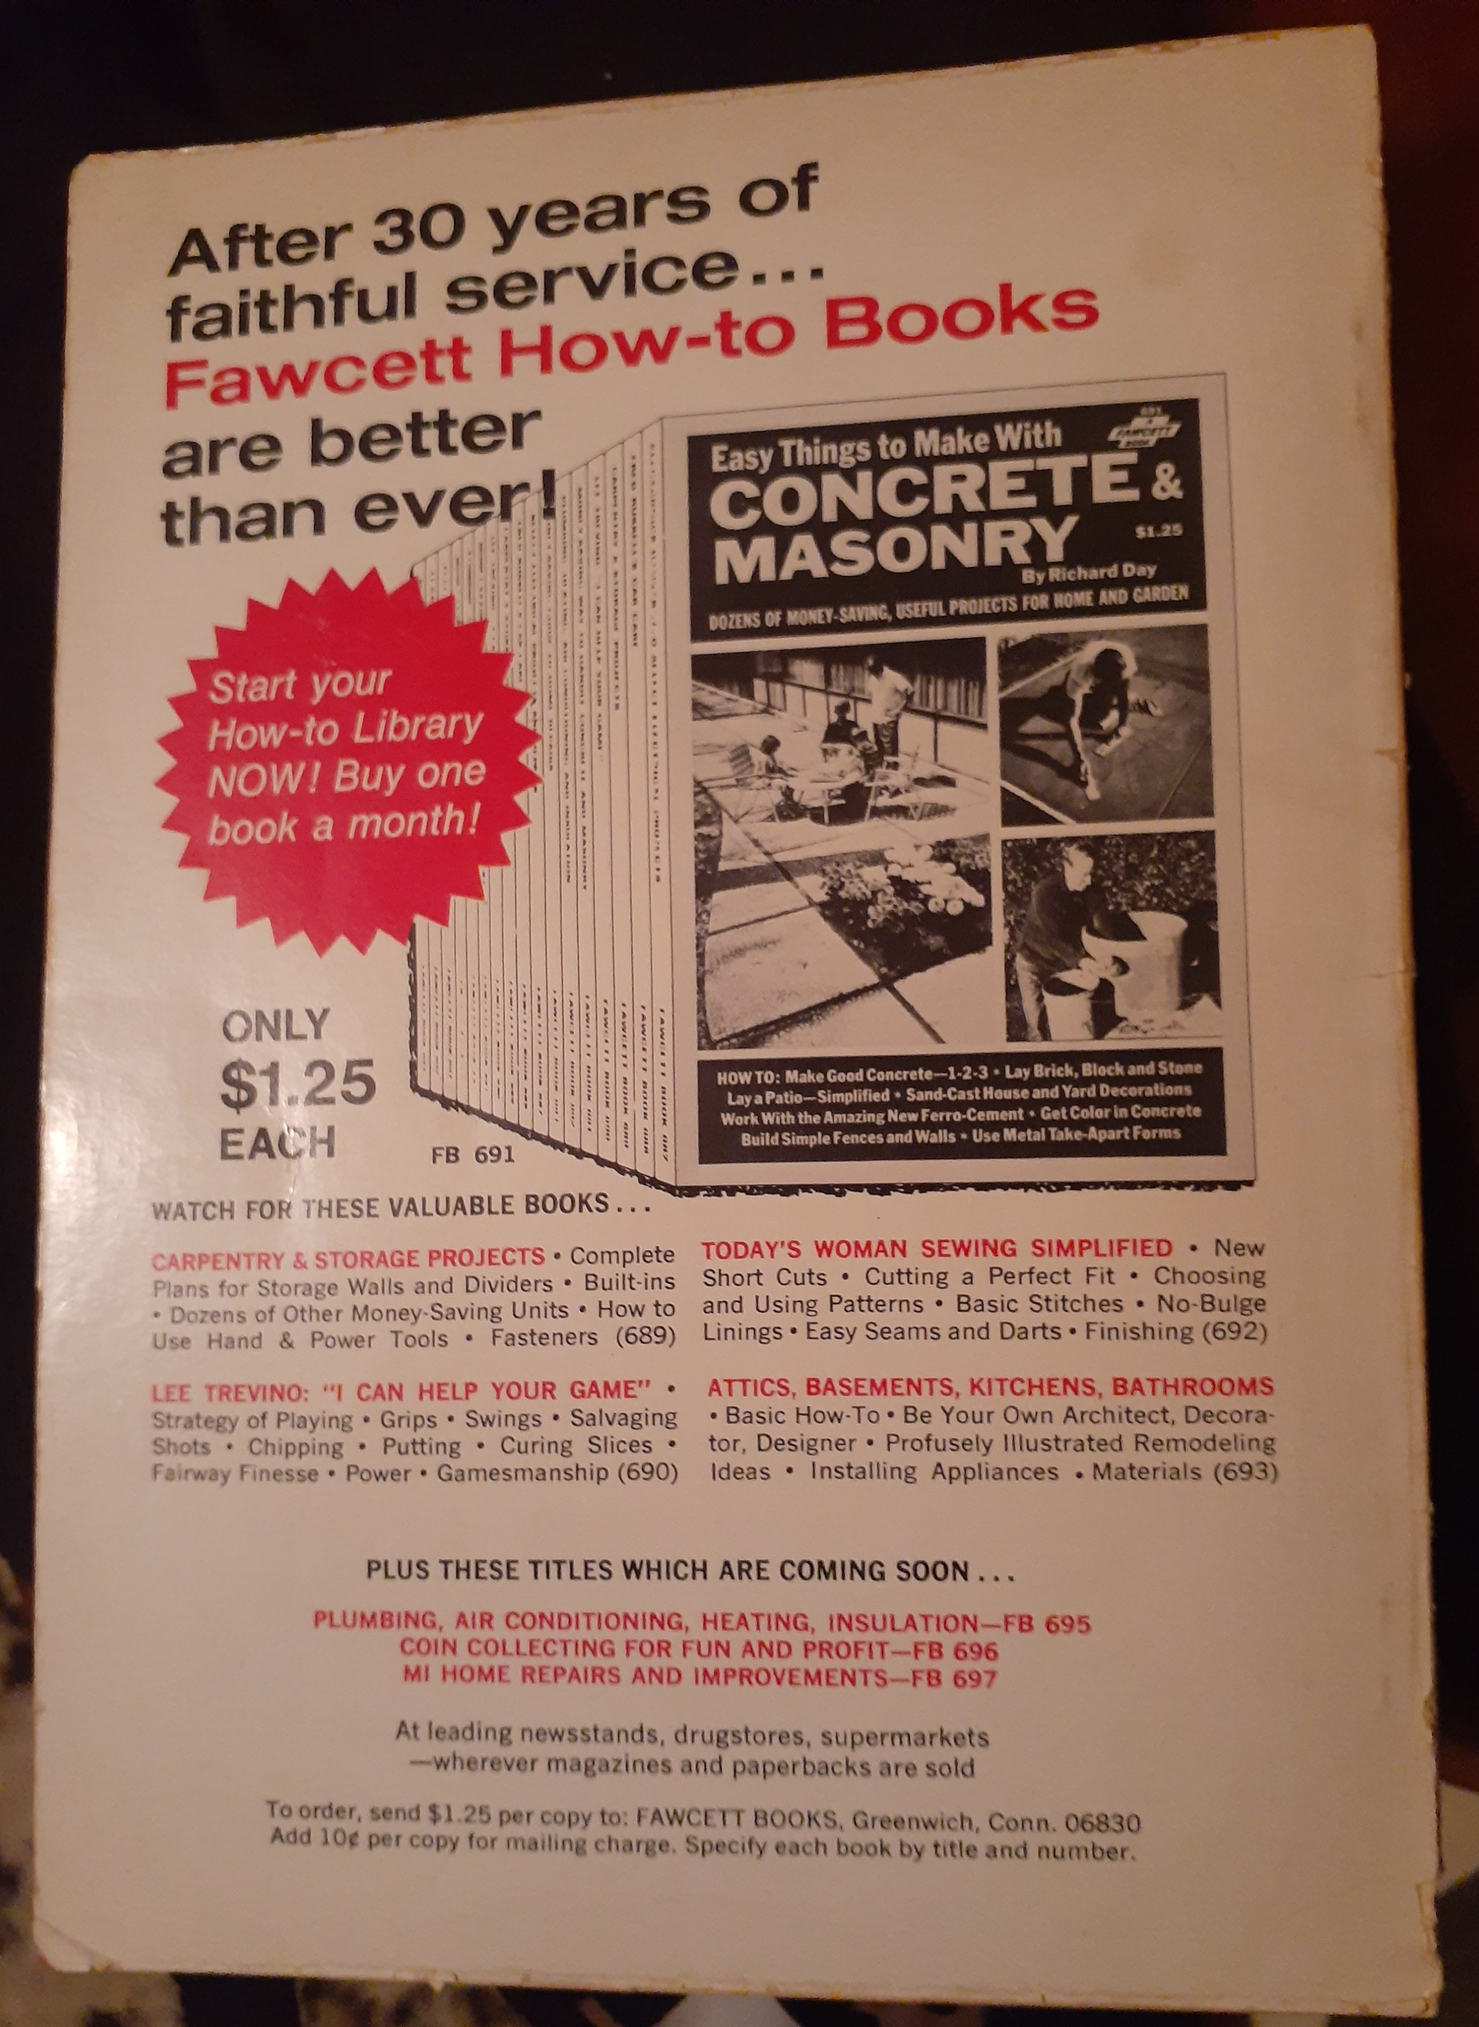 After 30 years of
faithful service...
Fawcett How-to Books
are better
than ever!
Start your
How-to Library
NOW! Buy one
book a month!
ONLY
$1.25
EACH
FB 691
691
A
FAWCETT
BOOK
Easy Things to Make With
CONCRETE &
MASONRY
$1.25
By Richard Day
DOZENS OF MONEY-SAVING, USEFUL PROJECTS FOR HOME AND GARDEN
HOW TO: Make Good Concrete—1-2-3 • Lay Brick, Block and Stone
Lay a Patio—Simplified • Sand-Cast House and Yard Decorations
Work With the Amazing New Ferro-Cement • Get Color in Concrete
Build Simple Fences and Walls • Use Metal Take-Apart Forms
WATCH FOR THESE VALUABLE BOOKS...
CARPENTRY & STORAGE PROJECTS • Complete
Plans for Storage Walls and Dividers • Built-ins
• Dozens of Other Money-Saving Units • How to
Use Hand & Power Tools • Fasteners (689)
LEE TREVINO: "I CAN HELP YOUR GAME" •
Strategy of Playing • Grips • Swings • Salvaging
Shots • Chipping • Putting • Curing Slices •
Fairway Finesse • Power • Gamesmanship (690)
TODAY'S WOMAN SEWING SIMPLIFIED • New
Short Cuts • Cutting a Perfect Fit • Choosing
and Using Patterns • Basic Stitches • No-Bulge
Linings • Easy Seams and Darts • Finishing (692)
ATTICS, BASEMENTS, KITCHENS, BATHROOMS
• Basic How-To • Be Your Own Architect, Decora-
tor, Designer • Profusely Illustrated Remodeling
Ideas • Installing Appliances • Materials (693)
PLUS THESE TITLES WHICH ARE COMING SOON...
PLUMBING, AIR CONDITIONING, HEATING, INSULATION—FB 695
COIN COLLECTING FOR FUN AND PROFIT—FB 696
MI HOME REPAIRS AND IMPROVEMENTS—FB 697
At leading newsstands, drugstores, supermarkets
—wherever magazines and paperbacks are sold
To order, send $1.25 per copy to: FAWCETT BOOKS, Greenwich, Conn. 06830
Add 10¢ per copy for mailing charge. Specify each book by title and number.